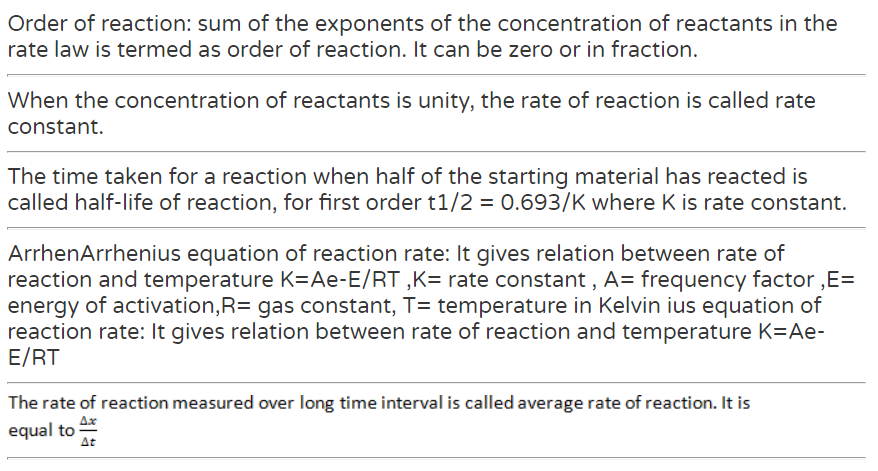 Order of reaction: sum of the exponents of the concentration of reactants in the
rate law is termed as order of reaction. It can be zero or in fraction.
When the concentration of reactants is unity, the rate of reaction is called rate
constant.
The time taken for a reaction when half of the starting material has reacted is
called half-life of reaction, for first order t1/2 = 0.693/K where K is rate constant.
ArrhenArrhenius equation of reaction rate: It gives relation between rate of
reaction and temperature K=Ae-E/RT ,K= rate constant , A= frequency factor ,E=
energy of activation,R= gas constant, T= temperature in Kelvin ius equation of
reaction rate: It gives relation between rate of reaction and temperature K=Ae-
E/RT
The rate of reaction measured over long time interval is called average rate of reaction. It is
equal to Δx/Δt